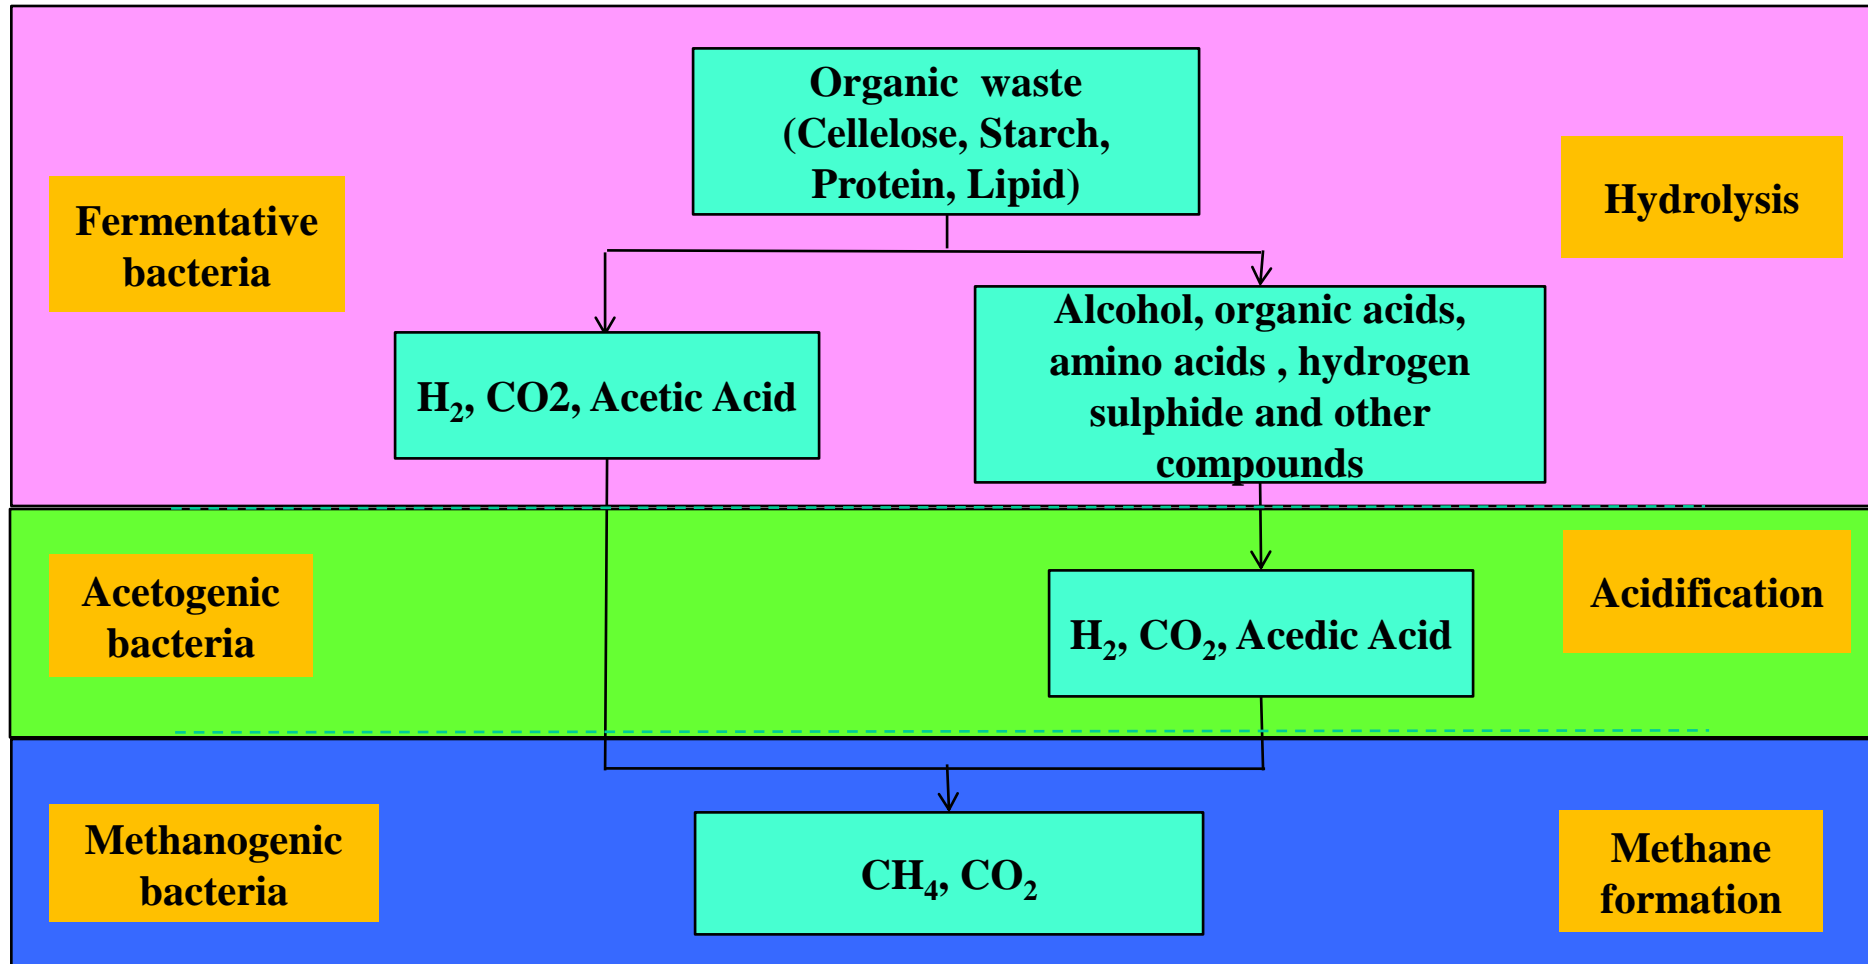 Organic waste
(Cellelose, Starch,
Protein, Lipid)
Fermentative
bacteria
Hydrolysis
H₂, CO2, Acetic Acid
Alcohol, organic acids,
amino acids , hydrogen
sulphide and other
compounds
Acetogenic
bacteria
Acidification
H₂, CO₂, Acedic Acid
Methanogenic
bacteria
CH₄, CO₂
Methane
formation